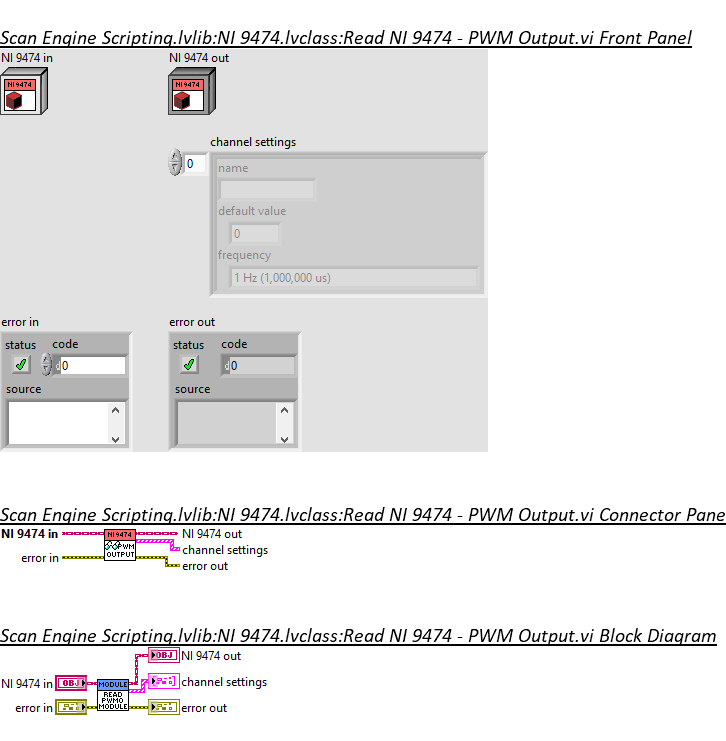 Scan Engine Scripting.lvlib:NI 9474.lvclass:Read NI 9474 - PWM Output.vi Front Panel
NI 9474 in
NI 9474 out
NI 9474
NI 9474
channel settings
0
name
default value
0
frequency
1 Hz (1,000,000 us)
error in
error out
status code
status code
d0
d0
source
source
Scan Engine Scripting.lvlib:NI 9474.lvclass:Read NI 9474 - PWM Output.vi Connector Pane
NI 9474 in
NI 9474
NI 9474 out
PWM
channel settings
error in
OUTPUT
error out
Scan Engine Scripting.lvlib:NI 9474.lvclass:Read NI 9474 - PWM Output.vi Block Diagram
OBJ
NI 9474 out
NI 9474 in
OBJ
MODULE
channel settings
READ
PWMO
error in
MODULE
error out